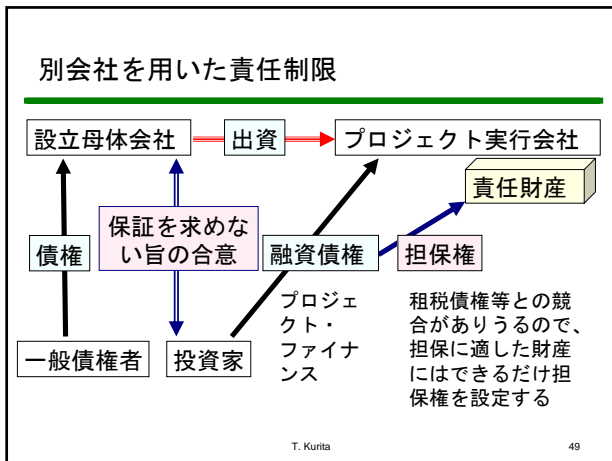 別会社を用いた責任制限
設立母体会社
出資
プロジェクト実行会社
責任財産
保証を求めな
い旨の合意
債権
融資債権
担保権
プロジェ
クト・
ファイナ
ンス
租税債権等との競
合がありうるので、
担保に適した財産
にはできるだけ担
保権を設定する
一般債権者
投資家
T. Kurita
49